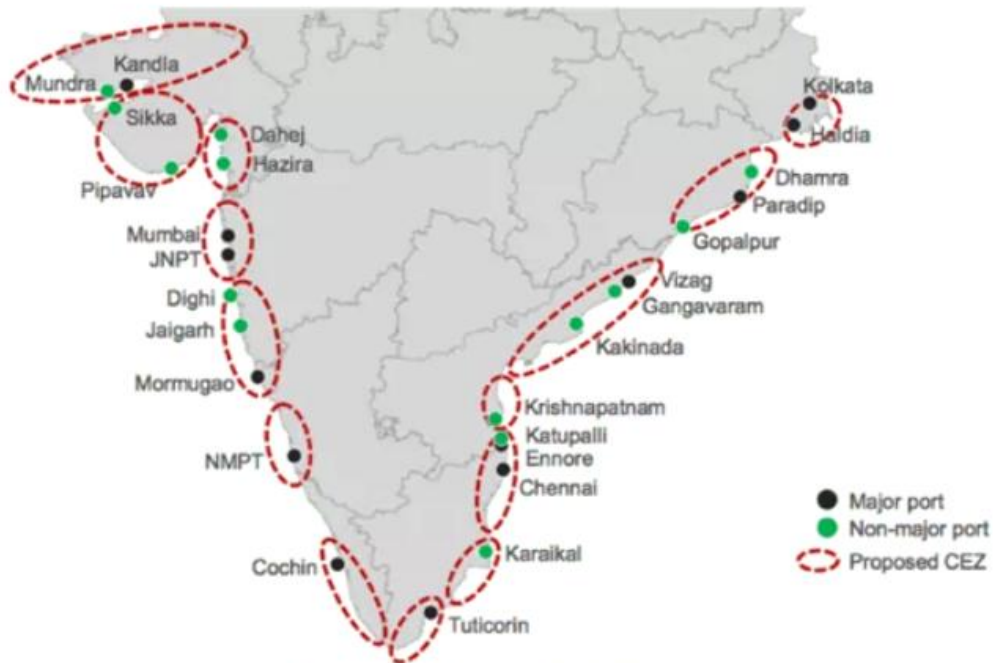 Kandla
Mundra
Sikka
Pipavav
Dahej
Hazira
Mumbai
JNPT
Dighi
Jaigarh
Mormugao
NMPT
Cochin
Tuticorin
Karaikal
Chennai
Ennore
Katupalli
Krishnapatnam
Kakinada
Gangavaram
Vizag
Gopalpur
Paradip
Dhamra
Haldia
Kolkata
Major port
Non-major port
Proposed CEZ